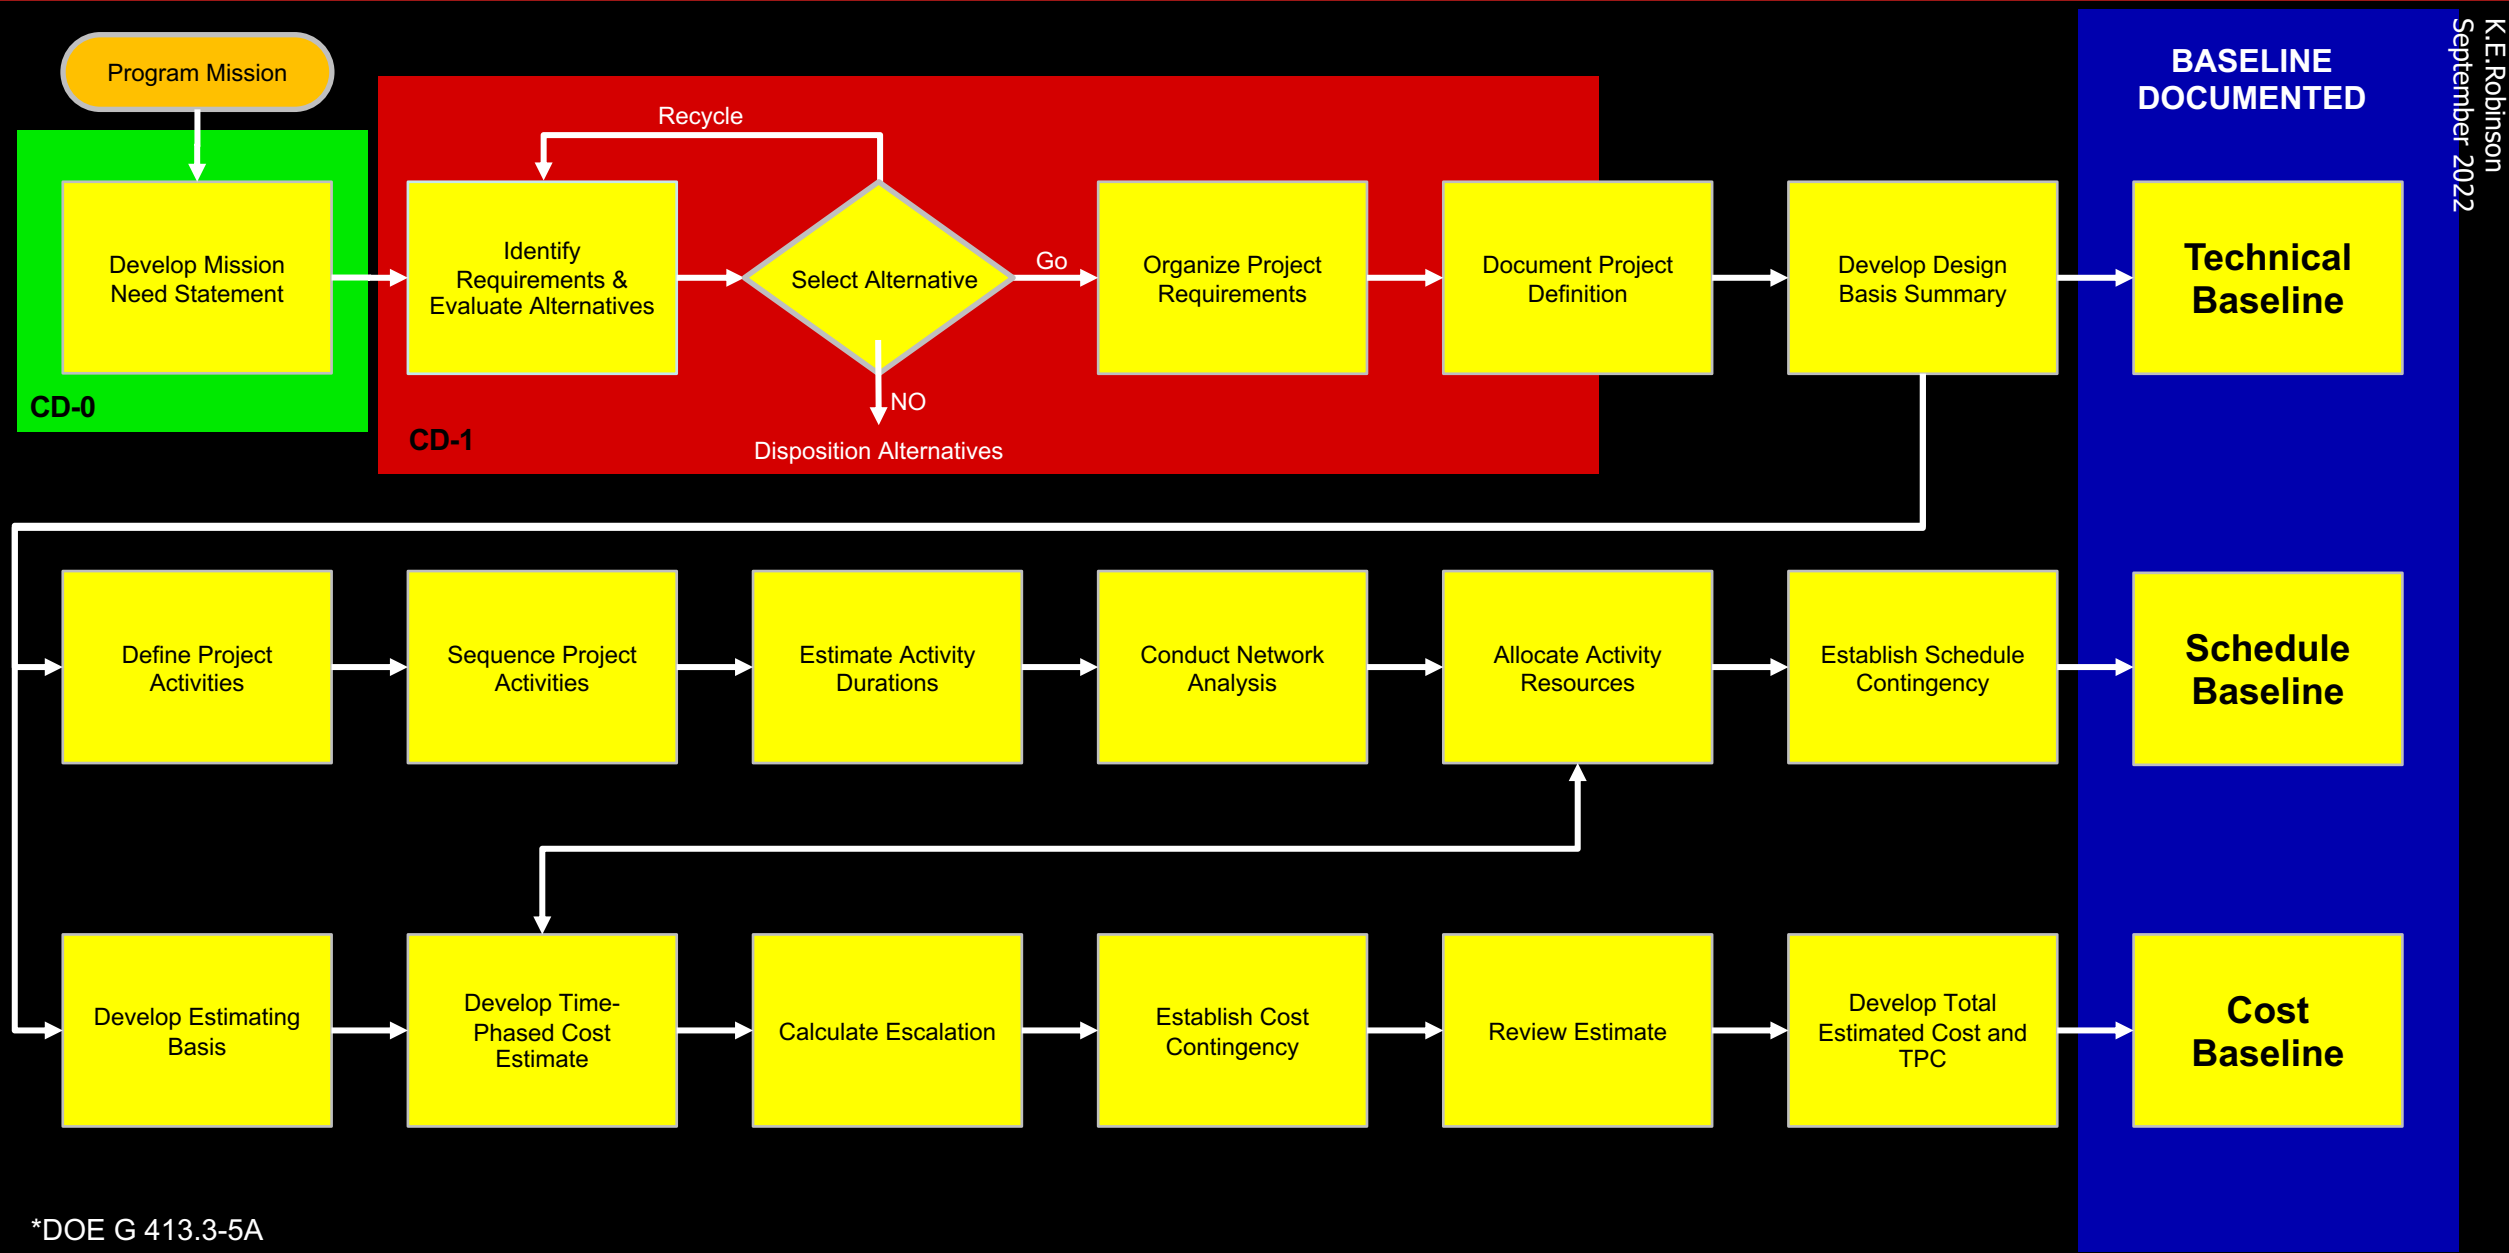 K.E.Robinson
September 2022
BASELINE
DOCUMENTED
Program Mission
Recycle
Develop Mission
Need Statement
CD-0
Identify
Requirements &
Evaluate Alternatives
Select Alternative
Go
NO
Disposition Alternatives
CD-1
Organize Project
Requirements
Document Project
Definition
Develop Design
Basis Summary
Technical
Baseline
Define Project
Activities
Sequence Project
Activities
Estimate Activity
Durations
Conduct Network
Analysis
Allocate Activity
Resources
Establish Schedule
Contingency
Schedule
Baseline
Develop Estimating
Basis
Develop Time-
Phased Cost
Estimate
Calculate Escalation
Establish Cost
Contingency
Review Estimate
Develop Total
Estimated Cost and
TPC
Cost
Baseline
*DOE G 413.3-5A